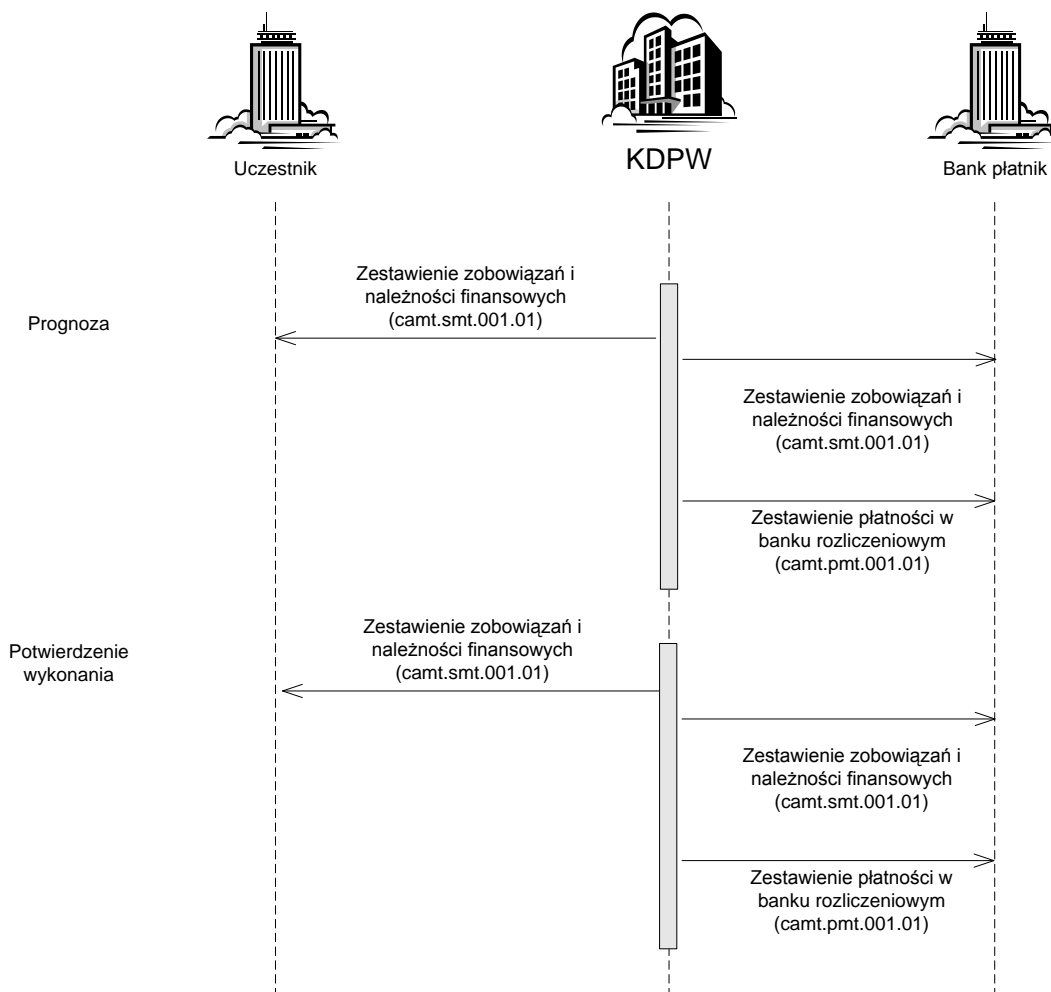 Uczestnik
KDPW
Bank płatnik
Prognoza
Zestawienie zobowiązań i
należności finansowych
(camt.smt.001.01)
Zestawienie zobowiązań i
należności finansowych
(camt.smt.001.01)
Zestawienie płatności w
banku rozliczeniowym
(camt.pmt.001.01)
Potwierdzenie
wykonania
Zestawienie zobowiązań i
należności finansowych
(camt.smt.001.01)
Zestawienie zobowiązań i
należności finansowych
(camt.smt.001.01)
Zestawienie płatności w
banku rozliczeniowym
(camt.pmt.001.01)